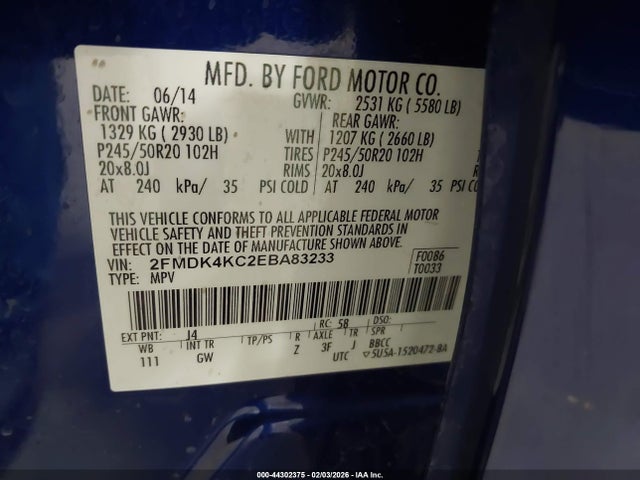 MFD. BY FORD MOTOR CO.
DATE: 06/14 GVWR: 2531 KG ( 5580 LB)
FRONT GAWR: REAR GAWR:
1329 KG ( 2930 LB) WITH 1207 KG ( 2660 LB)
P245/50R20 102H TIRES P245/50R20 102H
20x8.0J RIMS 20x8.0J
AT 240 kPa/ 35 PSI COLD AT 240 kPa/ 35 PSI COL
THIS VEHICLE CONFORMS TO ALL APPLICABLE FEDERAL MOTOR
VEHICLE SAFETY AND THEFT PREVENTION STANDARDS IN
EFFECT ON THE DATE OF MANUFACTURE SHOWN ABOVE.
VIN: 2FMDK4KC2EBA83233 F0086
TYPE: MPV T0033
EXT PNT: J4 RC: 58 DSO:
WB INT TR TP/PS R AXLE TR SPR
111 GW Z 3F J BBCC
UTC 5U5A-1520472-BA
000-44302375 - 02/03/2026 - IAA Inc.